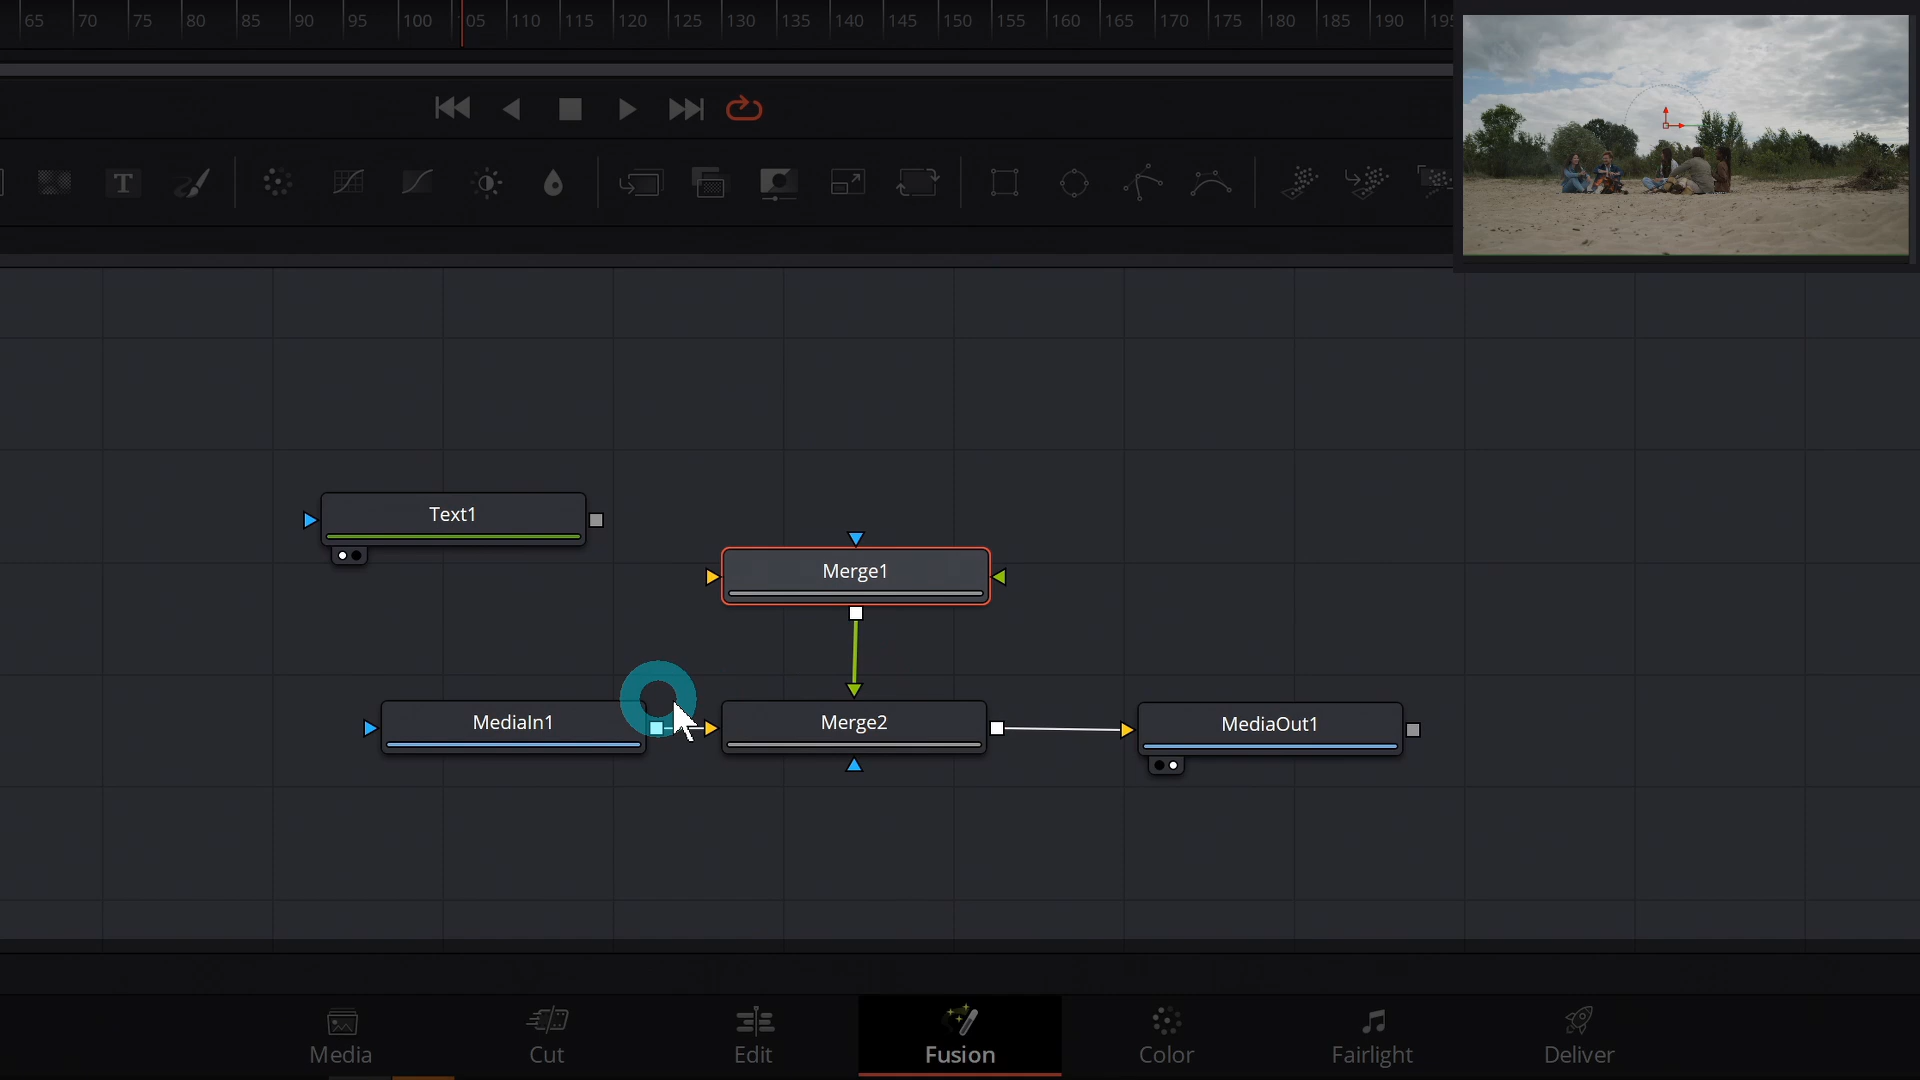 65 70 75 80 85 90 95 100 05 110 115 120 125 130 135 140 145 150 155 160 165 170 175 180 185 190 195
T
Text1
Merge1
MediaIn1
Merge2
MediaOut1
Media Cut Edit Fusion Color Fairlight Deliver